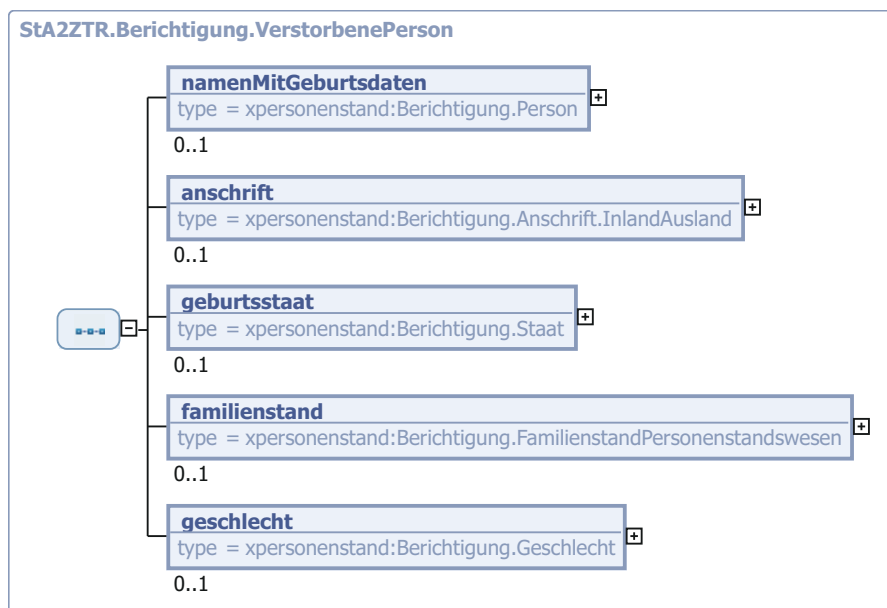 StA2ZTR.Berichtigung.VerstorbenePerson
namenMitGeburtsdaten
type = xpersonenstand:Berichtigung.Person
0..1
anschrift
type = xpersonenstand:Berichtigung.Anschrift.InlandAusland
0..1
geburtsstaat
type = xpersonenstand:Berichtigung.Staat
0..1
familienstand
type = xpersonenstand:Berichtigung.FamilienstandPersonenstandswesen
0..1
geschlecht
type = xpersonenstand:Berichtigung.Geschlecht
0..1